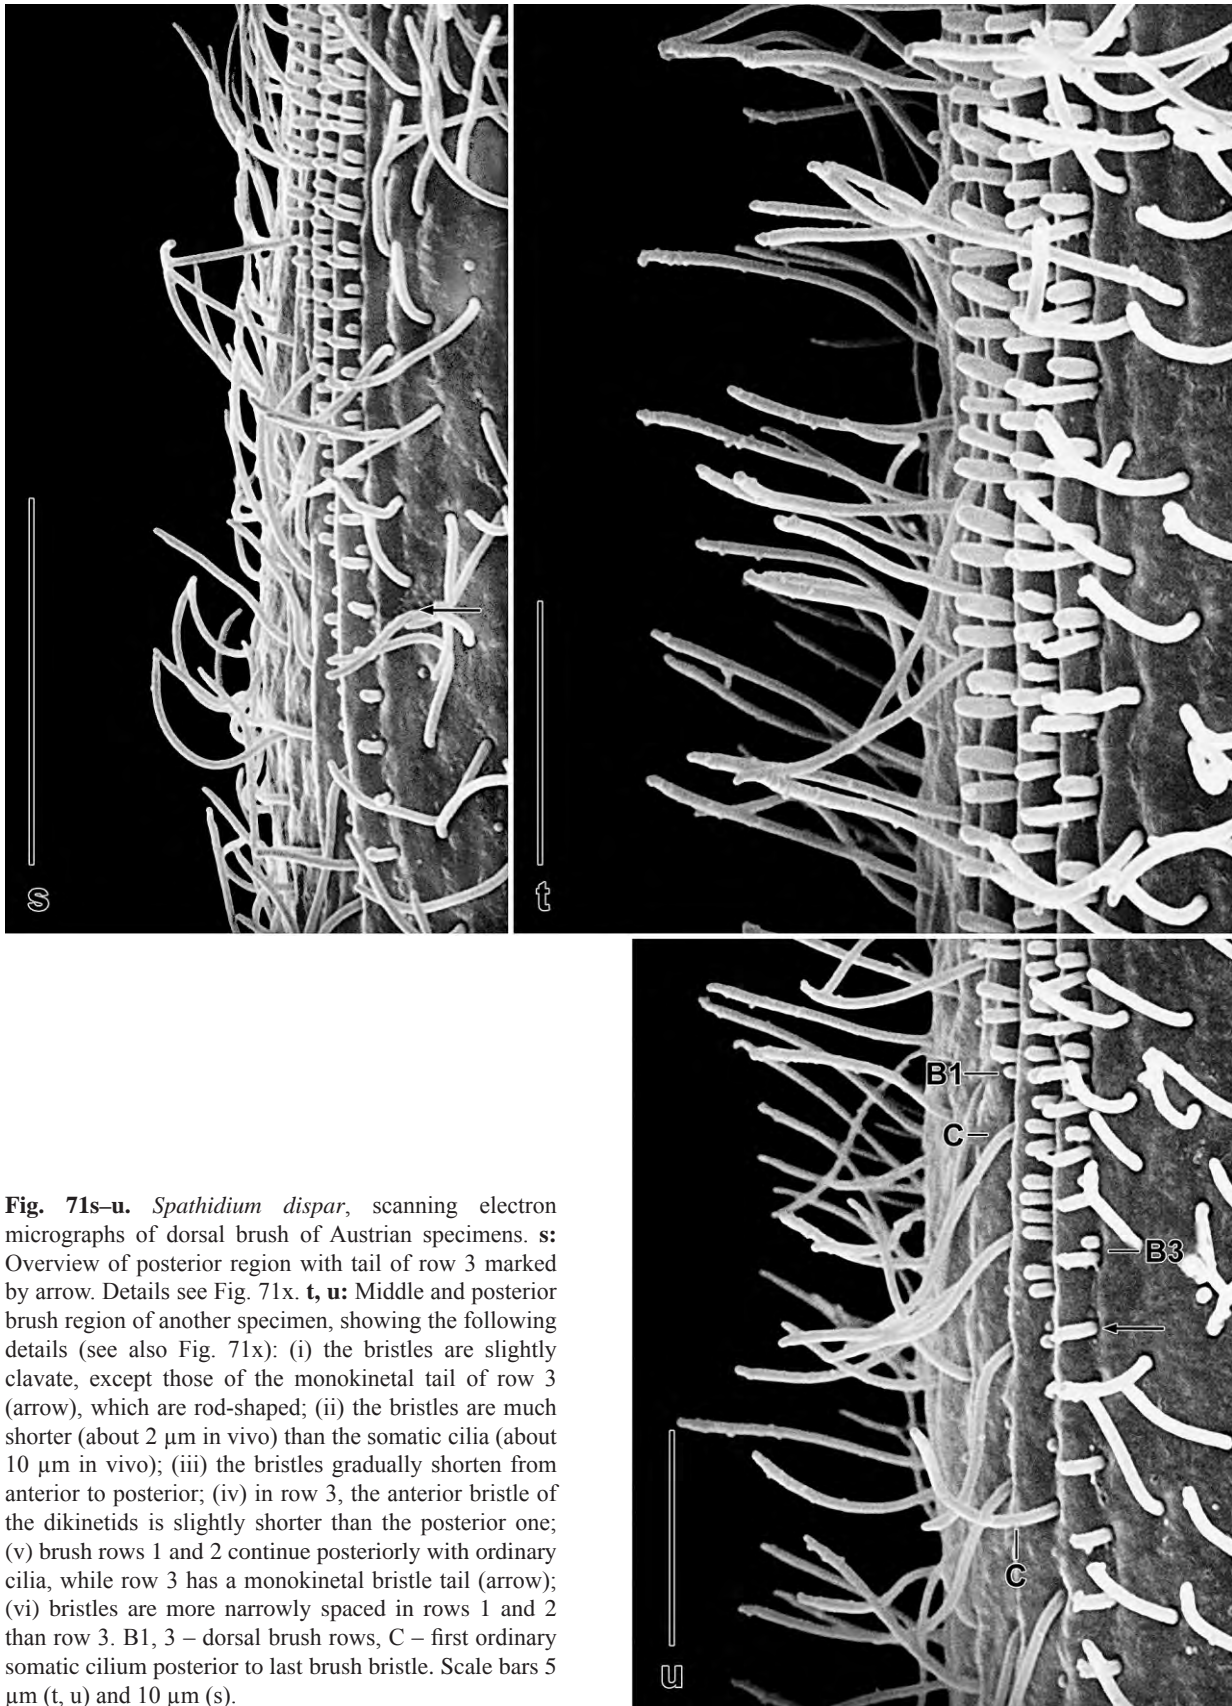 s
t
B1
C
B3
C
u
Fig. 71s–u. Spathidium dispar, scanning electron
micrographs of dorsal brush of Austrian specimens. s:
Overview of posterior region with tail of row 3 marked
by arrow. Details see Fig. 71x. t, u: Middle and posterior
brush region of another specimen, showing the following
details (see also Fig. 71x): (i) the bristles are slightly
clavate, except those of the monokinetal tail of row 3
(arrow), which are rod-shaped; (ii) the bristles are much
shorter (about 2 µm in vivo) than the somatic cilia (about
10 µm in vivo); (iii) the bristles gradually shorten from
anterior to posterior; (iv) in row 3, the anterior bristle of
the dikinetids is slightly shorter than the posterior one;
(v) brush rows 1 and 2 continue posteriorly with ordinary
cilia, while row 3 has a monokinetal bristle tail (arrow);
(vi) bristles are more narrowly spaced in rows 1 and 2
than row 3. B1, 3 – dorsal brush rows, C – first ordinary
somatic cilium posterior to last brush bristle. Scale bars 5
µm (t, u) and 10 µm (s).